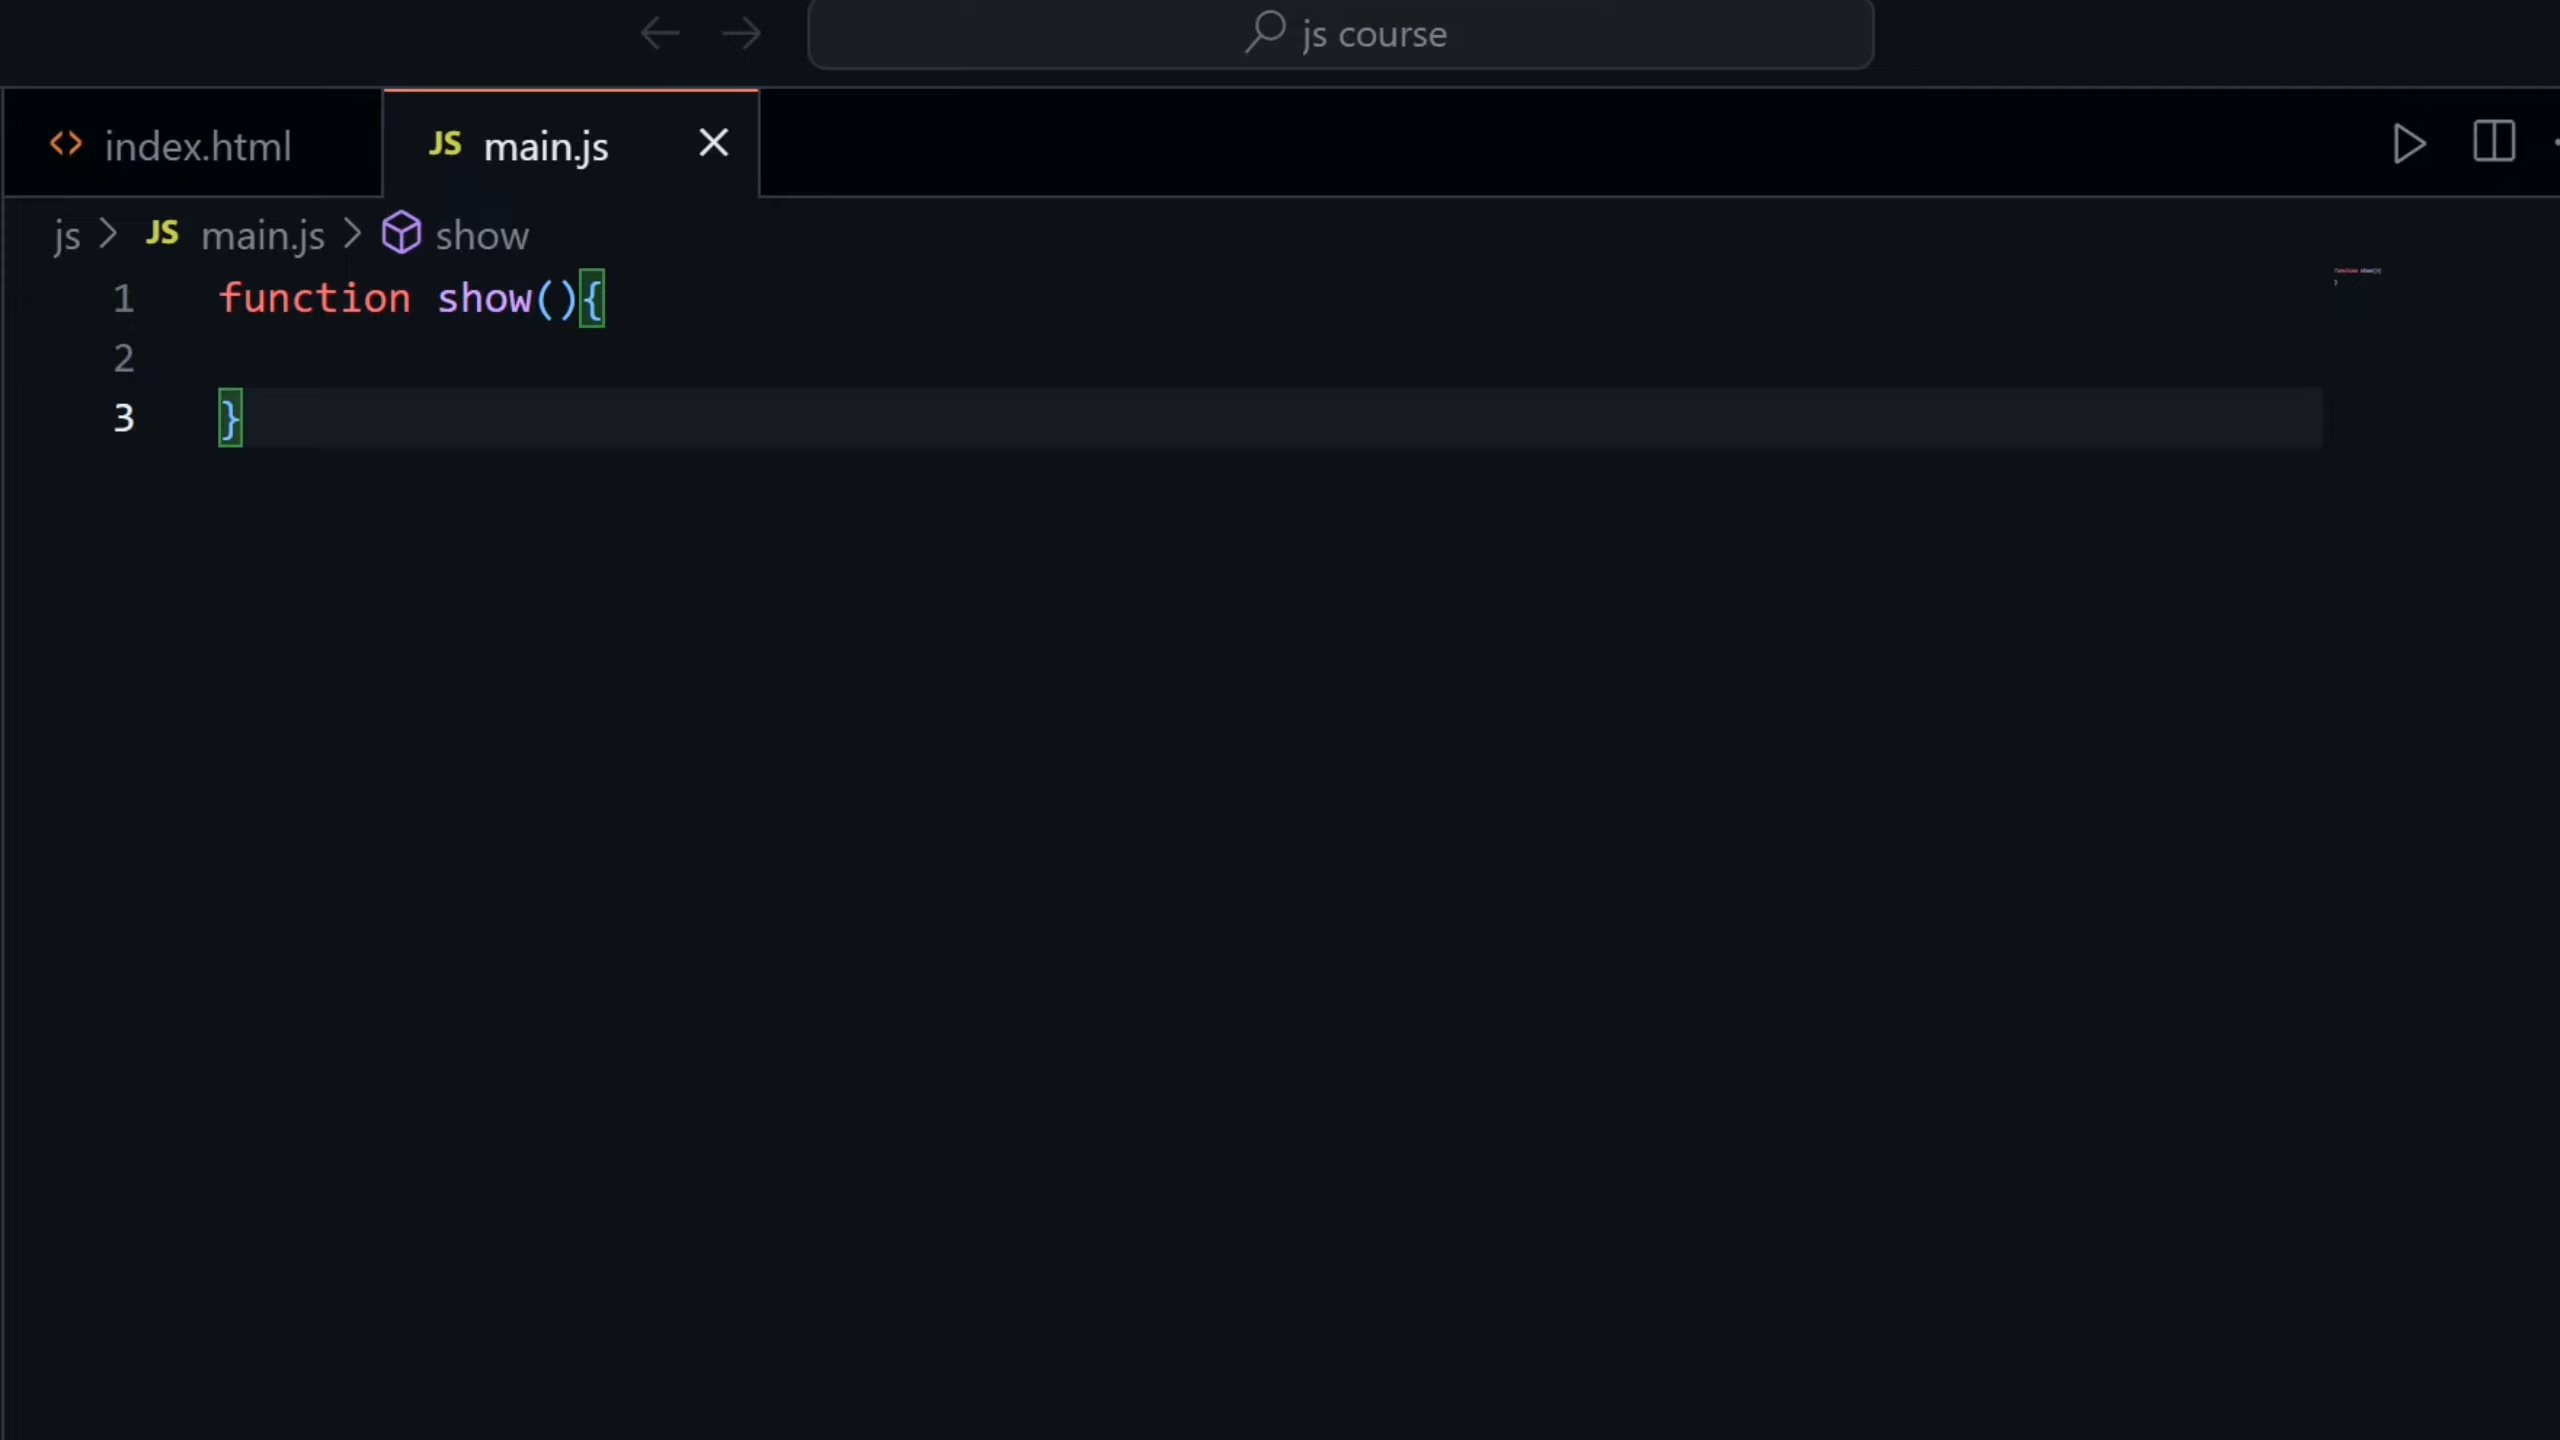 js course
index.html
JS main.js
js > JS main.js > show
1 function show(){
2
3 }